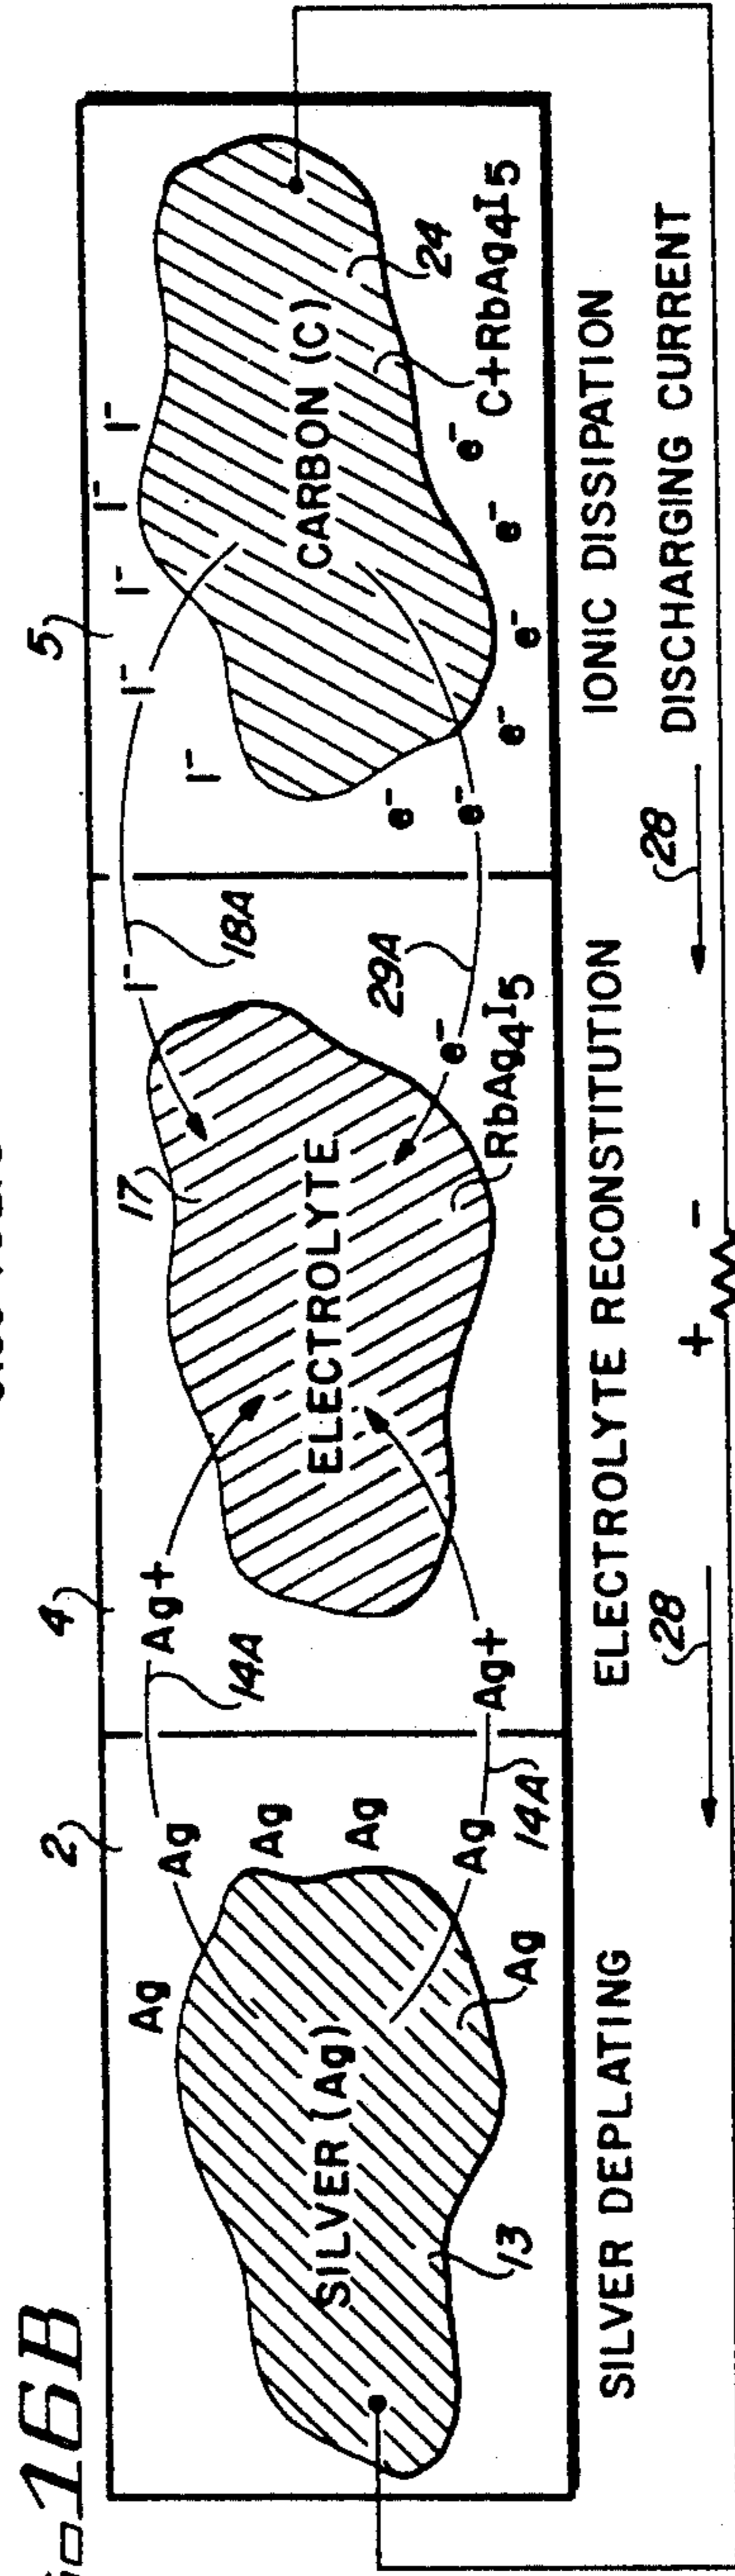 16B
2
4
5
Ag
Ag
Ag
Ag
Ag
14A
Ag+
17
I-
18A
I-
I-
I-
I-
I-
SILVER (Ag)
ELECTROLYTE
CARBON (C)
13
Ag
14A
Ag+
RbAg4I5
e-
29A
e-
e-
e-
e-
e-
e-
C+RbAg4I5
24
SILVER DEPLATING
ELECTROLYTE RECONSTITUTION
IONIC DISSIPATION
28
+
-
28
DISCHARGING CURRENT